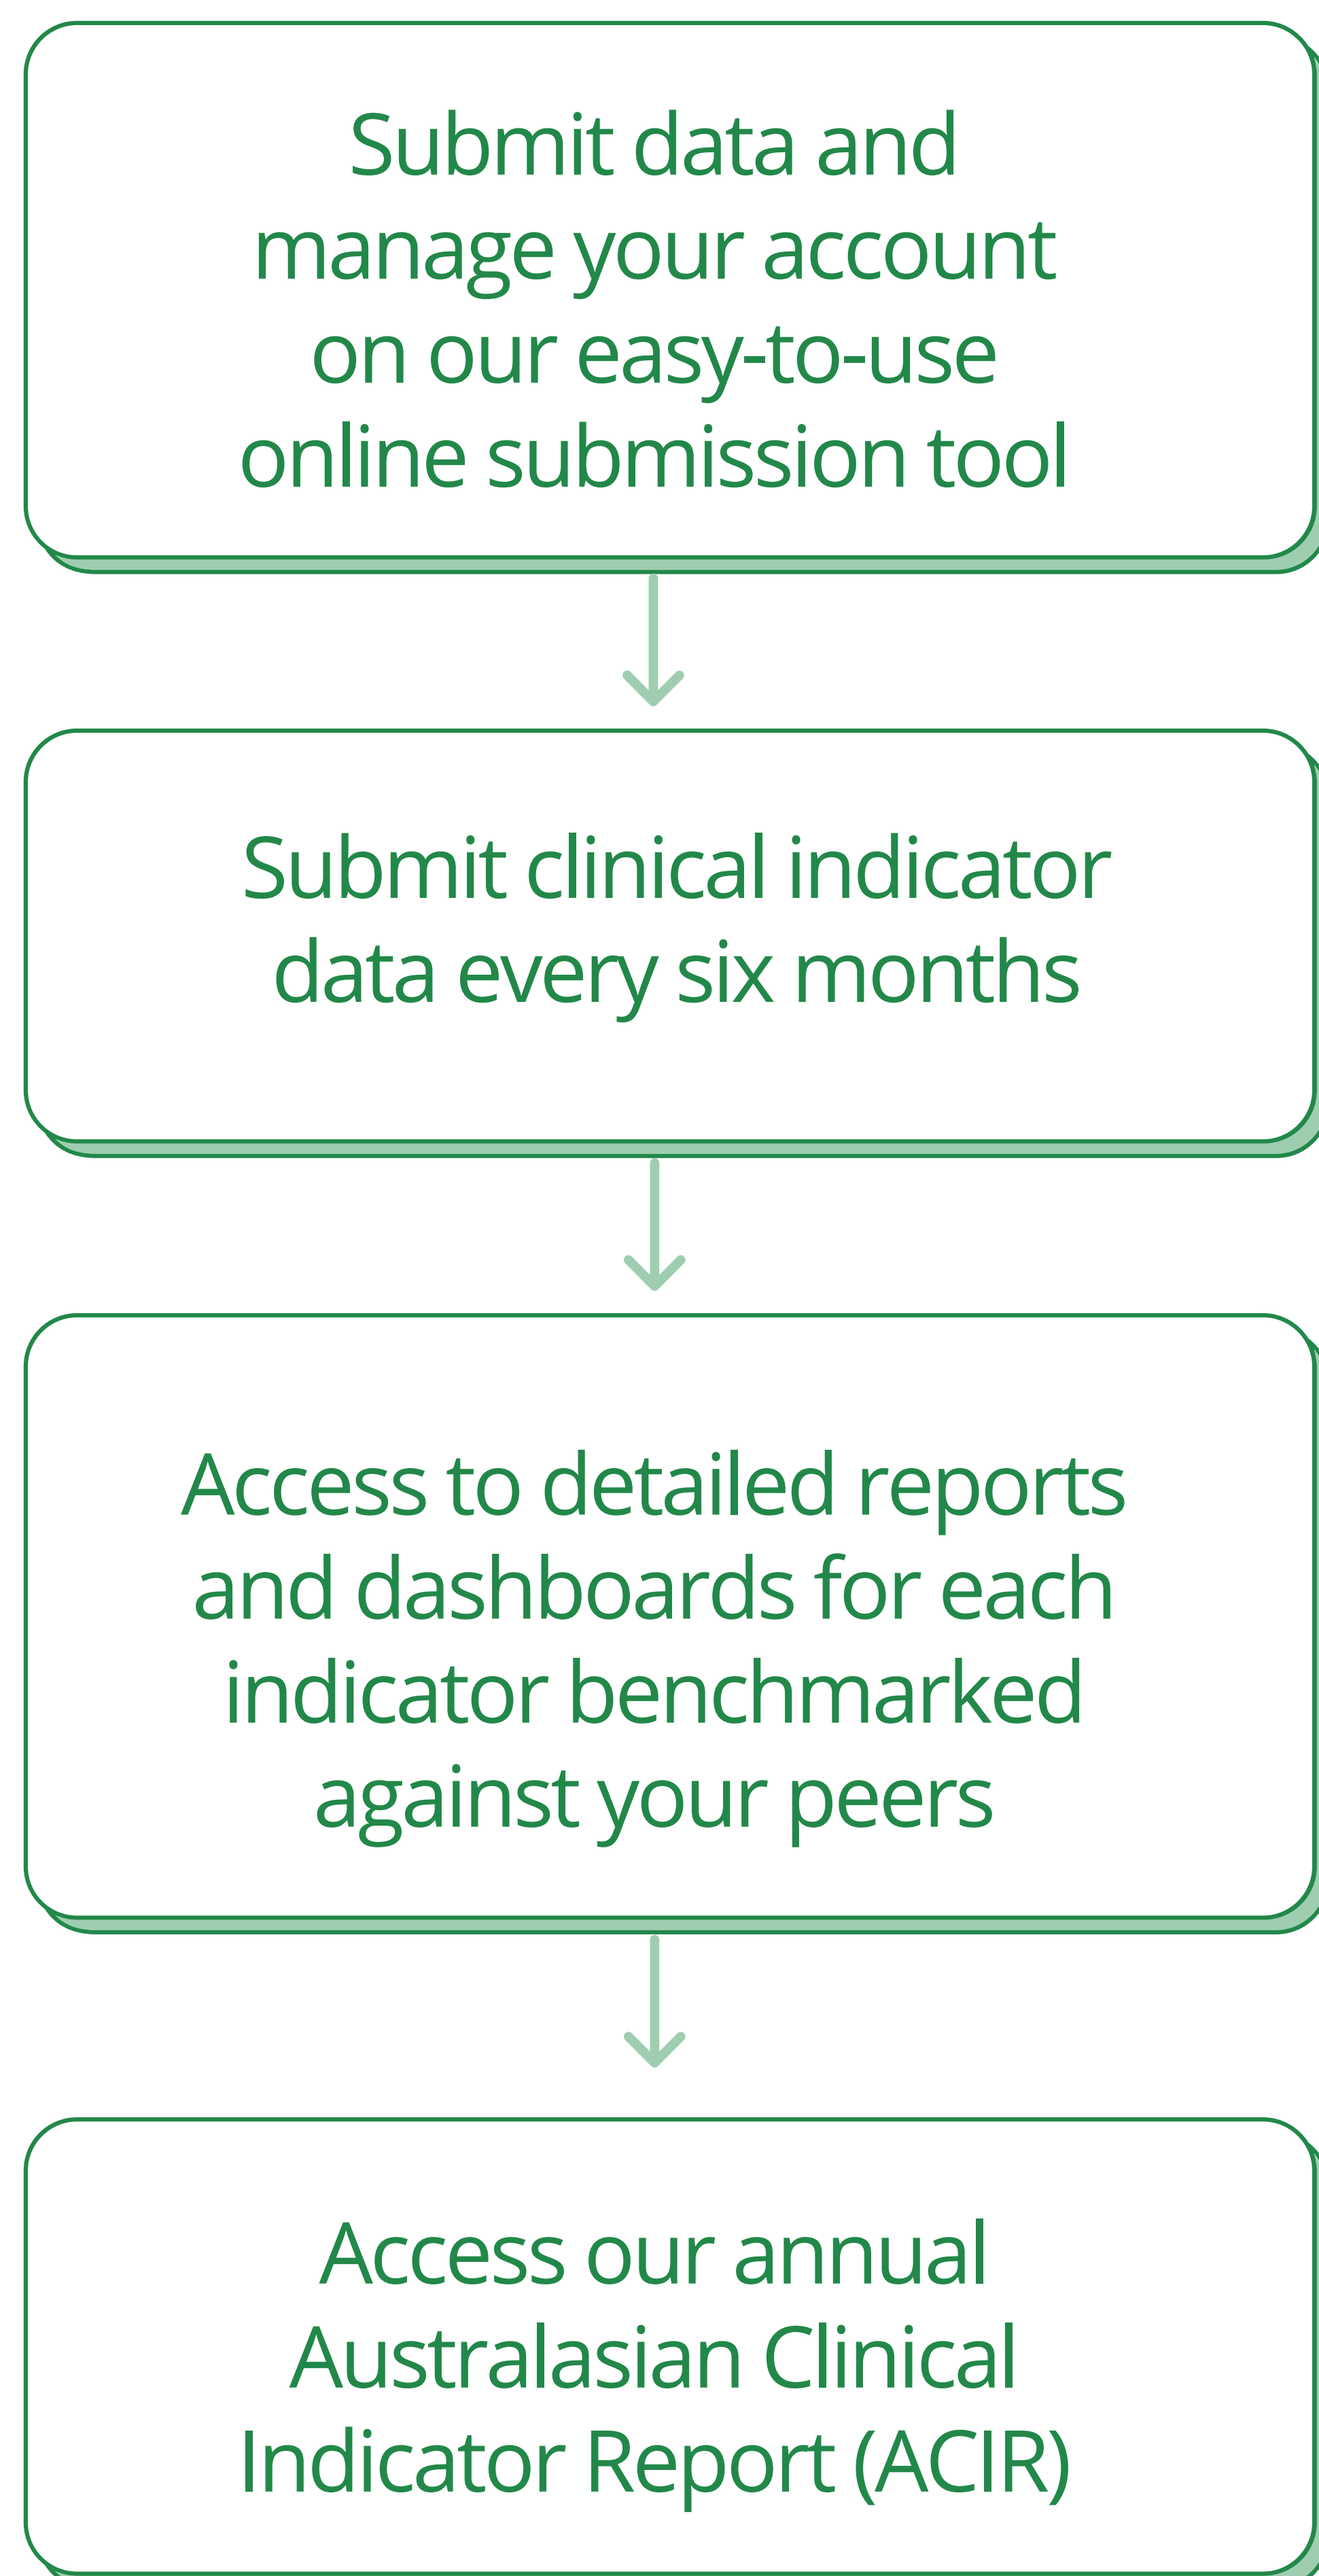 Submit data and
manage your account
on our easy-to-use
online submission tool
Submit clinical indicator
data every six months
Access to detailed reports
and dashboards for each
indicator benchmarked
against your peers
Access our annual
Australasian Clinical
Indicator Report (ACIR)